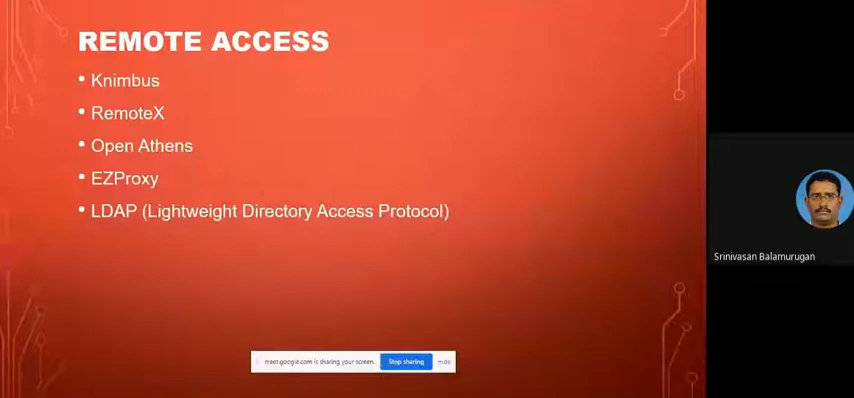 REMOTE ACCESS
• Knimbus
• RemoteX
• Open Athens
• EZProxy
• LDAP (Lightweight Directory Access Protocol)
Srinivasan Balamurugan
meet.google.com is sharing your screen. Stop sharing Hide